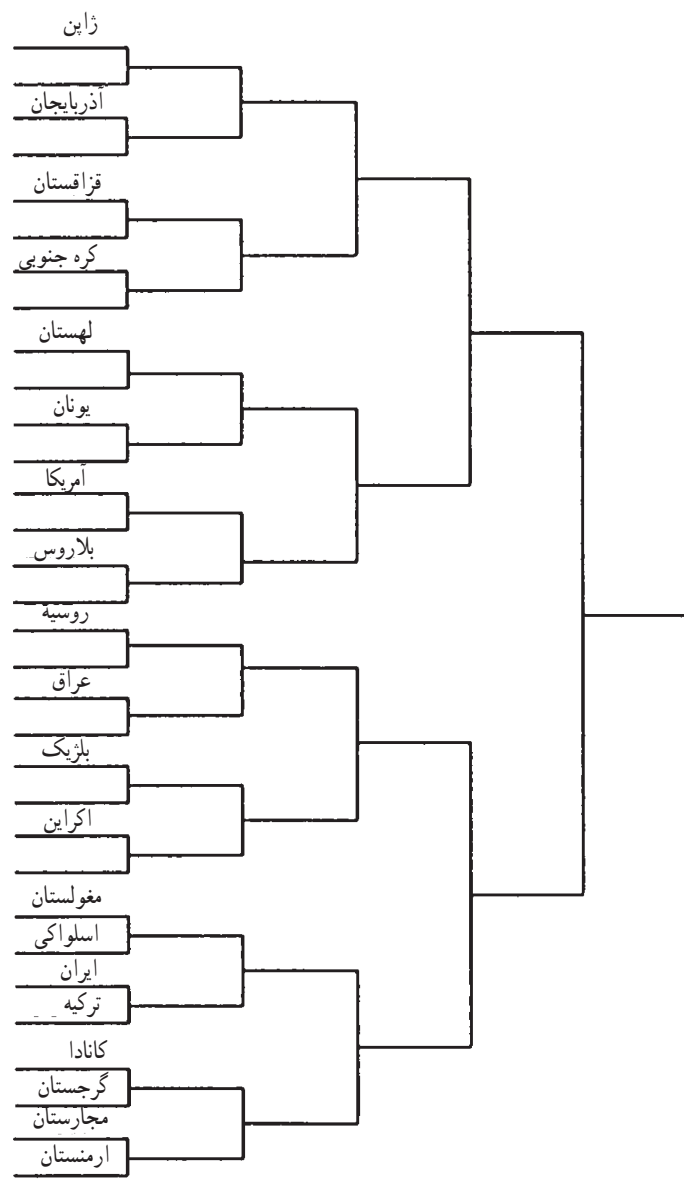 ژاپن
آذربایجان
قزاقستان
کره جنوبی
لهستان
یونان
آمریکا
بلاروس
روسیه
عراق
بلژیک
اکراین
مغولستان
اسلواکی
ایران
ترکیه
کانادا
گرجستان
مجارستان
ارمنستان